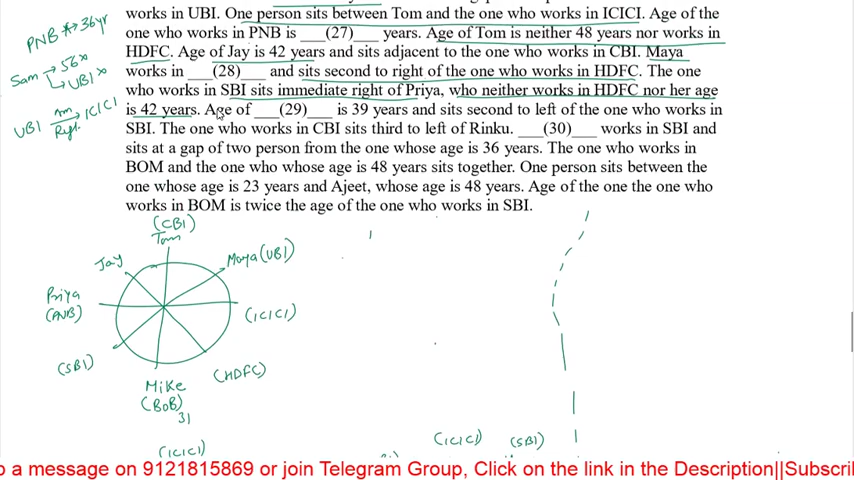 works in UBI. One person sits between Tom and the one who works in ICICI. Age of the
one who works in PNB is ___(27)___ years. Age of Tom is neither 48 years nor works in
HDFC. Age of Jay is 42 years and sits adjacent to the one who works in CBI. Maya
works in ___(28)___ and sits second to right of the one who works in HDFC. The one
who works in SBI sits immediate right of Priya, who neither works in HDFC nor her age
is 42 years. Age of ___(29)___ is 39 years and sits second to left of the one who works in
SBI. The one who works in CBI sits third to left of Rinku. ___(30)___ works in SBI and
sits at a gap of two person from the one whose age is 36 years. The one who works in
BOM and the one whose age is 48 years sits together. One person sits between the
one whose age is 23 years and Ajeet, whose age is 48 years. Age of the one the one who
works in BOM is twice the age of the one who works in SBI.
PNB 36yr
Sam → 56 x
↳ UBI x
UBI Imm Right ICICI
(CBI)
Tom
Jay
Maya (UBI)
Priya
(PNB)
(ICICI)
(SBI)
(HDFC)
Mike
(BOB)
31
(ICICI)
(ICICI)
(SBI)
p a message on 9121815869 or join Telegram Group, Click on the link in the Description||Subscri